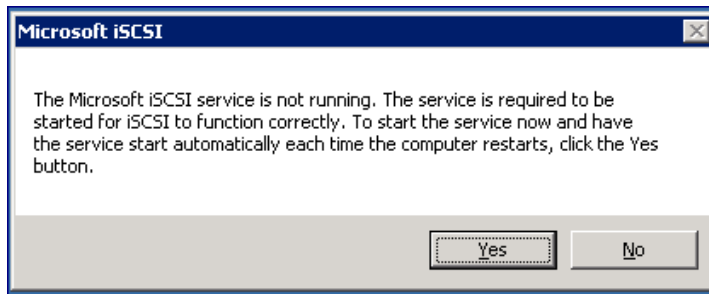 Microsoft iSCSI
The Microsoft iSCSI service is not running. The service is required to be
started for iSCSI to function correctly. To start the service now and have
the service start automatically each time the computer restarts, click the Yes
button.
Yes
No